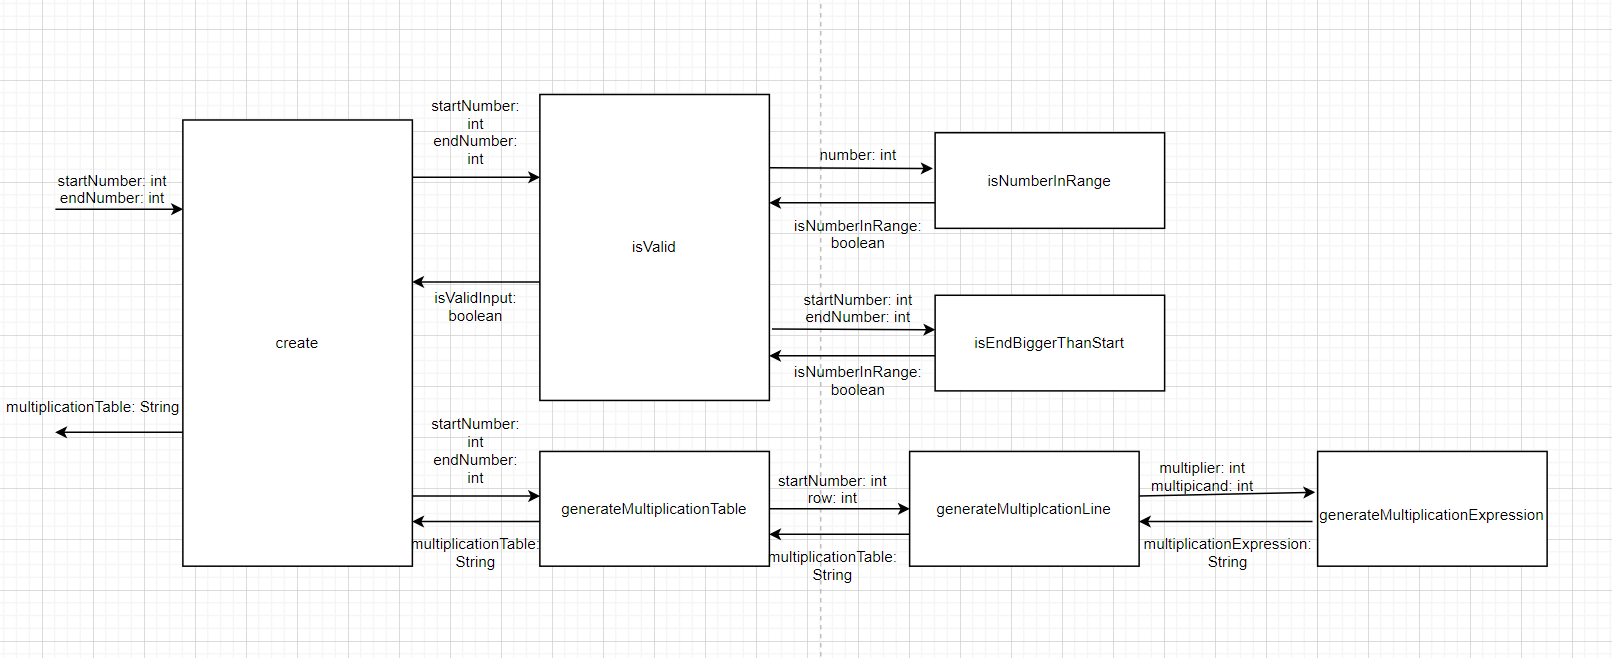 startNumber: int
endNumber: int
create
multiplicationTable: String
startNumber:
int
endNumber:
int
isValid
isValidInput:
boolean
number: int
isNumberInRange
isNumberInRange:
boolean
startNumber: int
endNumber: int
isEndBiggerThanStart
isNumberInRange:
boolean
startNumber:
int
endNumber:
int
generateMultiplicationTable
multiplicationTable:
String
startNumber: int
row: int
generateMultiplcationLine
multiplicationTable:
String
multiplier: int
multipicand: int
generateMultiplicationExpression
multiplicationExpression:
String